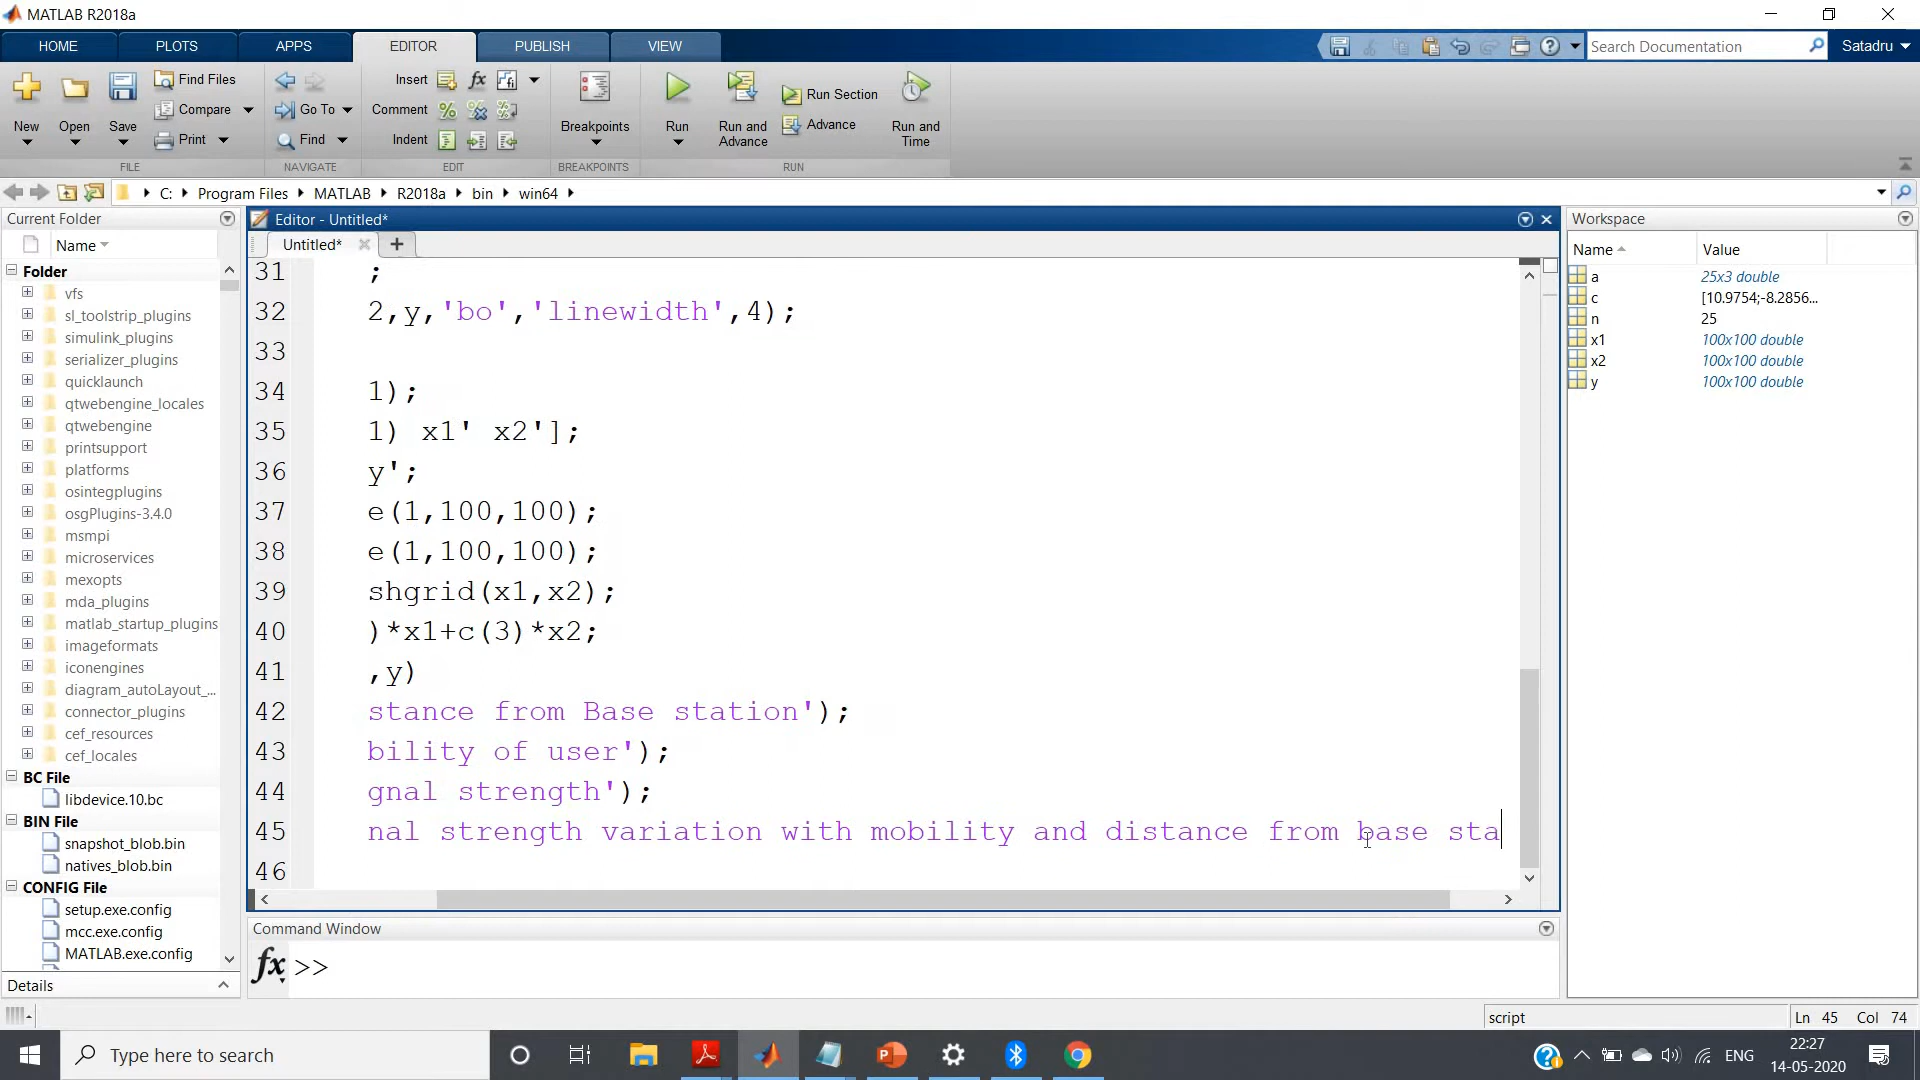 MATLAB R2018a
HOME PLOTS APPS EDITOR PUBLISH VIEW
Search Documentation
Satadru
New Open Save
Find Files
Compare
Print
FILE
Go To
Find
NAVIGATE
Insert
Comment
Indent
fx
EDIT
Breakpoints
BREAKPOINTS
Run
Run and Advance
Run Section
Advance
Run and Time
RUN
C: Program Files MATLAB R2018a bin win64
Current Folder
Name
Folder
vfs
sl_toolstrip_plugins
simulink_plugins
serializer_plugins
quicklaunch
qtwebengine_locales
qtwebengine
printsupport
platforms
osintegplugins
osgPlugins-3.4.0
msmpi
microservices
mexopts
mda_plugins
matlab_startup_plugins
imageformats
iconengines
diagram_autoLayout_...
connector_plugins
cef_resources
cef_locales
BC File
libdevice.10.bc
BIN File
snapshot_blob.bin
natives_blob.bin
CONFIG File
setup.exe.config
mcc.exe.config
MATLAB.exe.config
Details
Editor - Untitled*
Untitled*
31 ;
32 2,y,'bo','linewidth',4);
33
34 1);
35 1) x1' x2'];
36 y';
37 e(1,100,100);
38 e(1,100,100);
39 shgrid(x1,x2);
40 )*x1+c(3)*x2;
41 ,y)
42 stance from Base station');
43 bility of user');
44 gnal strength');
45 nal strength variation with mobility and distance from base sta
46
Command Window
fx >>
Workspace
Name Value
a 25x3 double
c [10.9754;-8.2856...
n 25
x1 100x100 double
x2 100x100 double
y 100x100 double
script
Ln 45 Col 74
Type here to search
ENG
22:27
14-05-2020